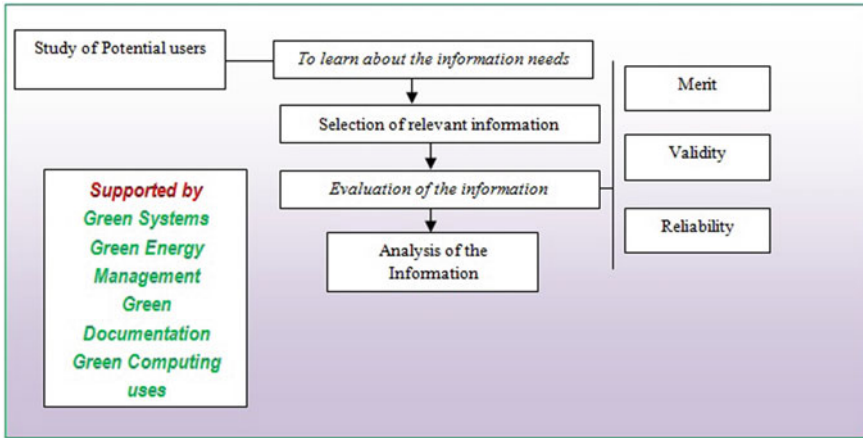 Study of Potential users
To learn about the information needs
Selection of relevant information
Evaluation of the information
Analysis of the
Information
Merit
Validity
Reliability
Supported by
Green Systems
Green Energy
Management
Green
Documentation
Green Computing
uses